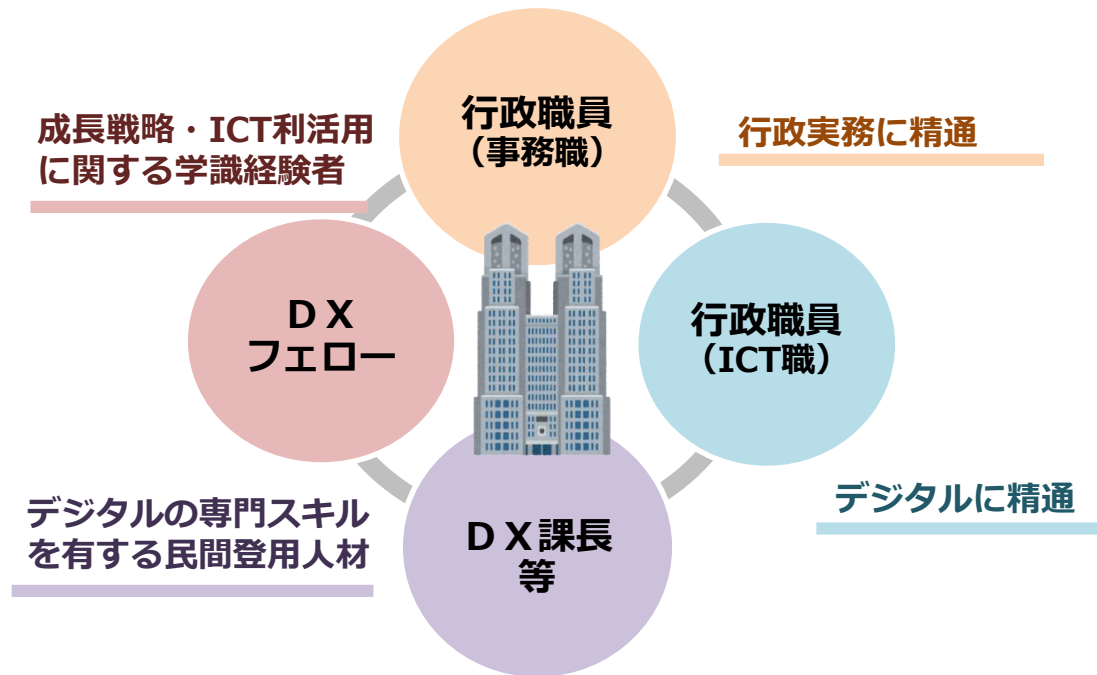 行政職員
（事務職）
行政実務に精通
成長戦略・ICT利活用
に関する学識経験者
ＤＸ
フェロー
行政職員
（ICT職）
デジタルに精通
デジタルの専門スキル
を有する民間登用人材
ＤＸ課長
等